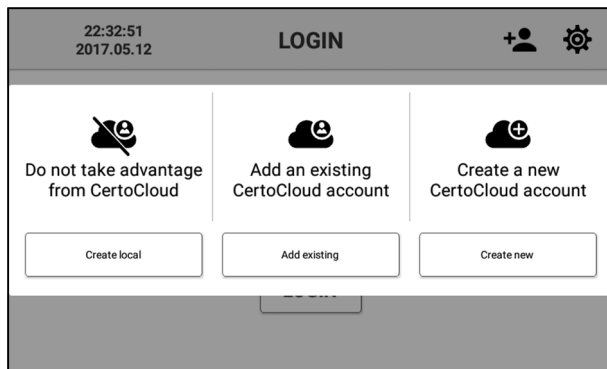 22:32:51
2017.05.12
LOGIN
Do not take advantage
from CertoCloud
Add an existing
CertoCloud account
Create a new
CertoCloud account
Create local
Add existing
Create new
LOGIN